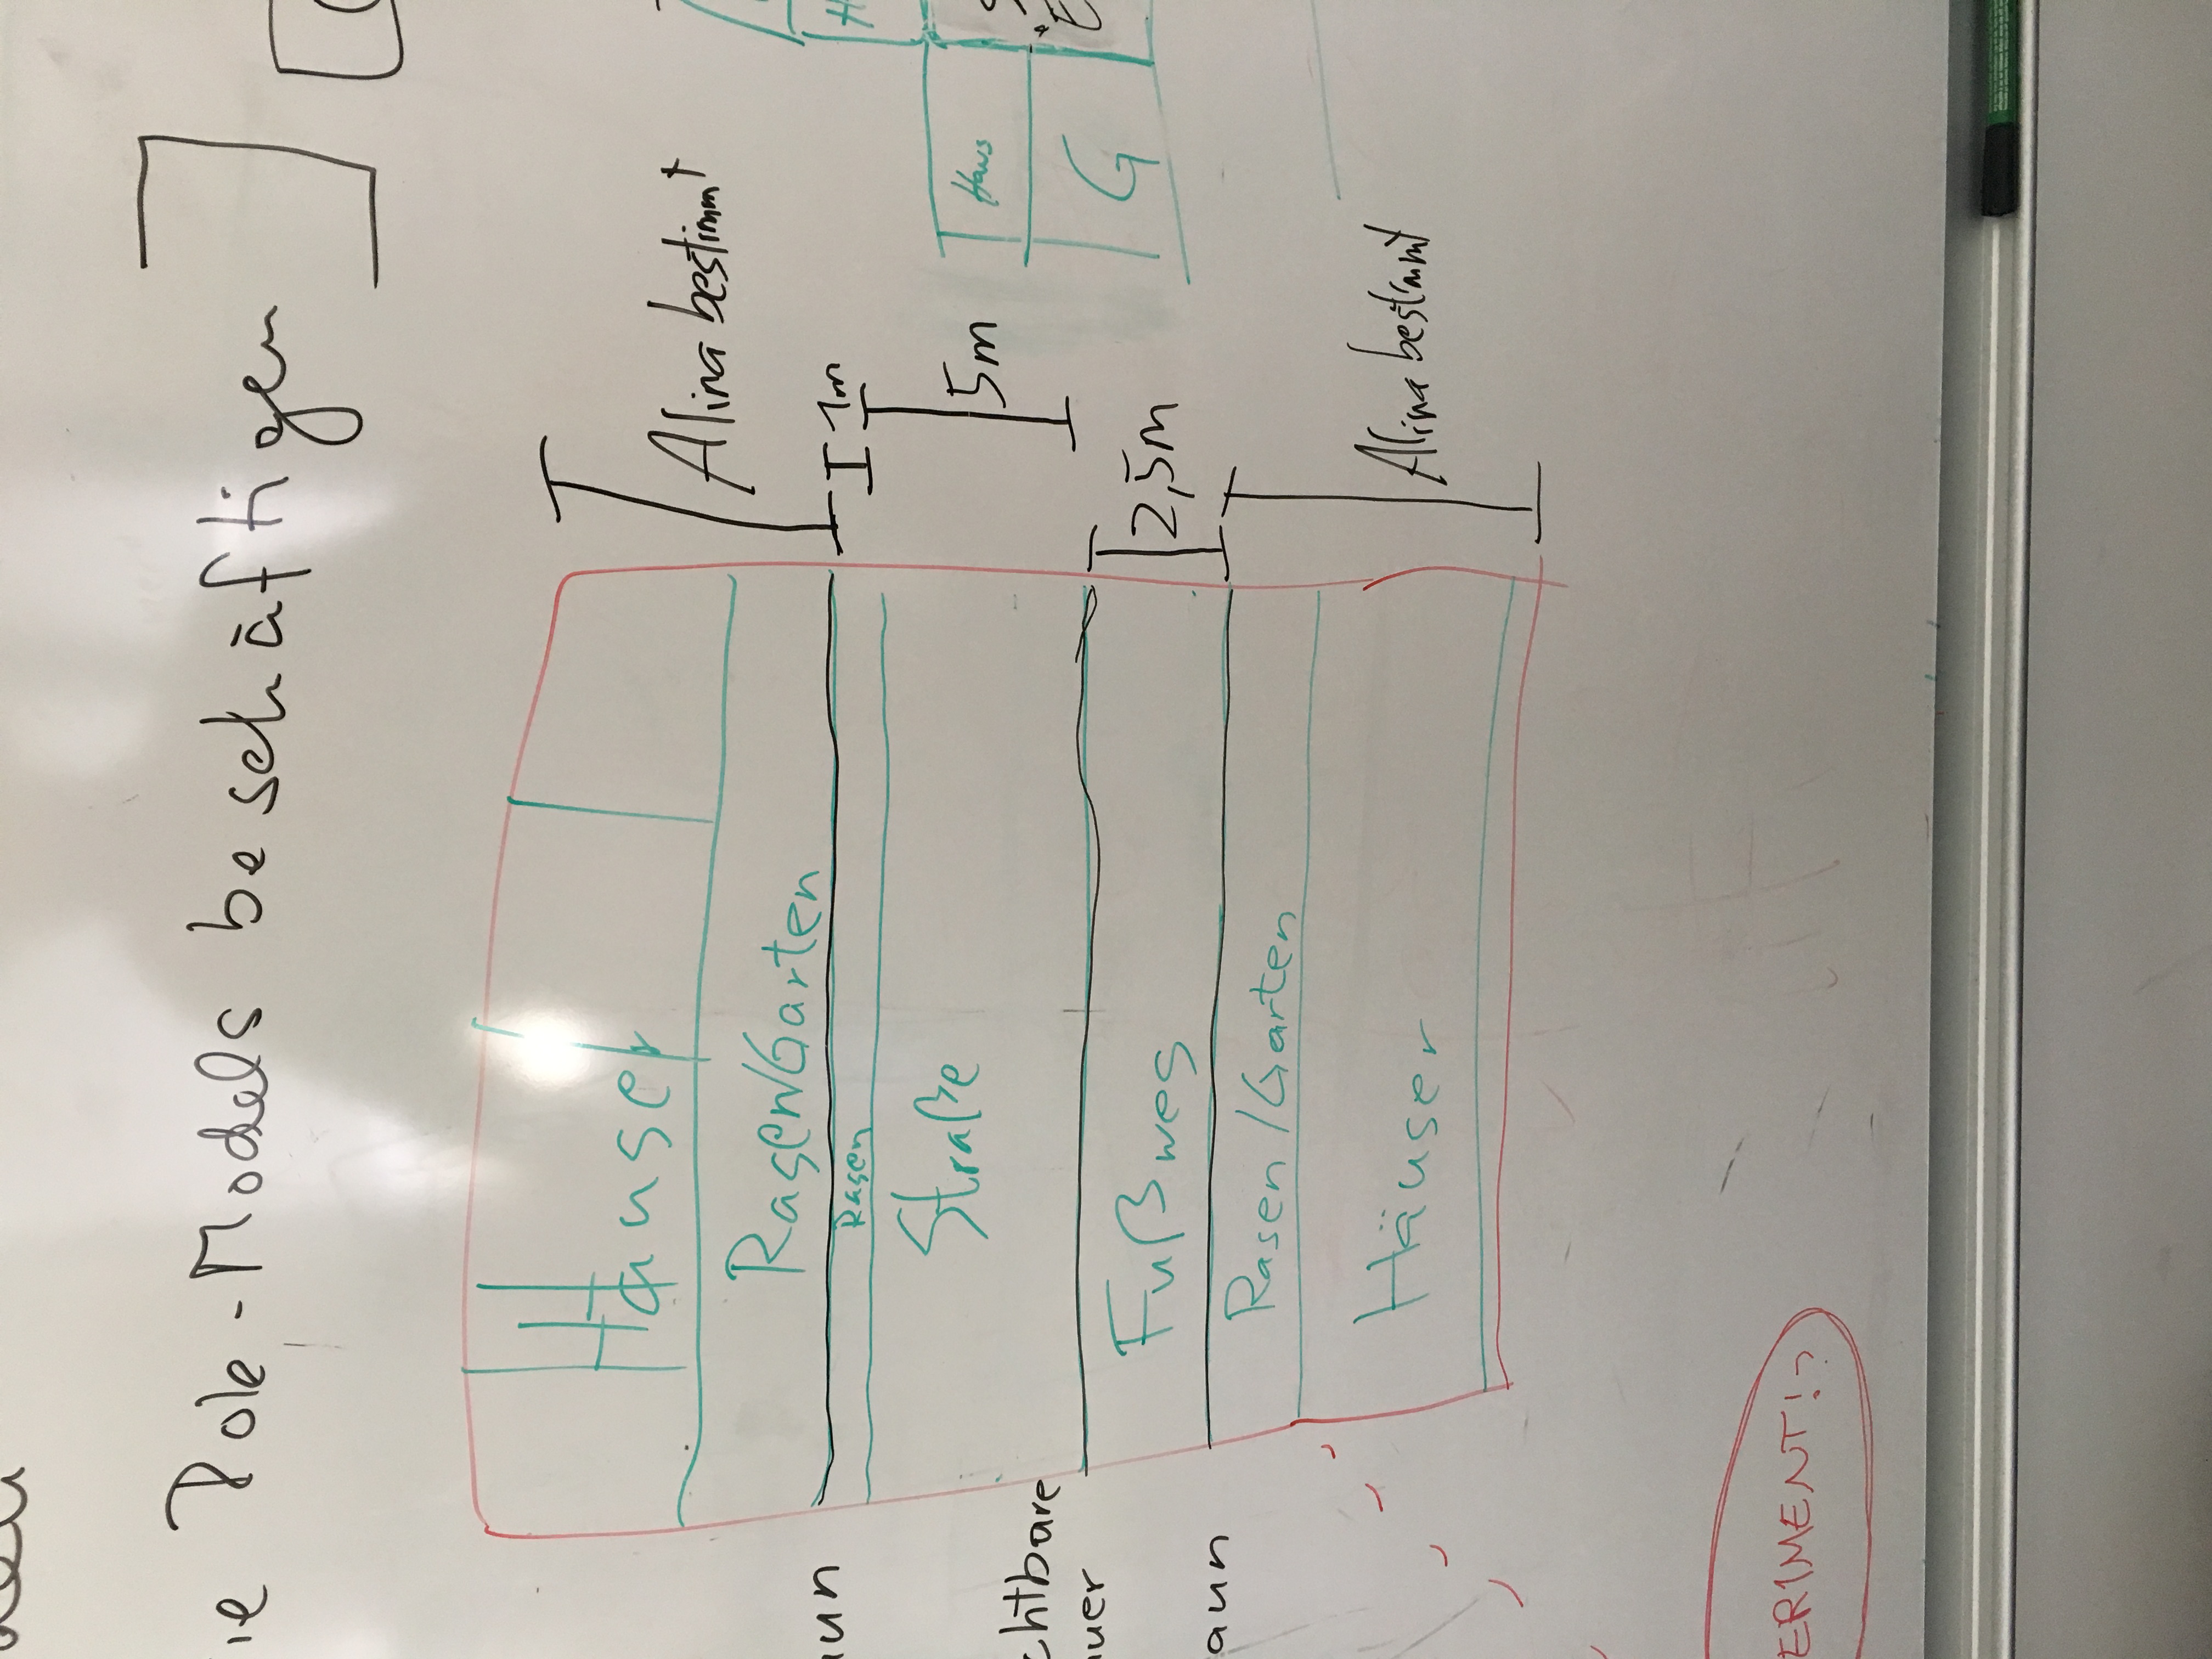 ie Role-Models beschäftigen
Häuser
Alina bestimmt
Rasen/Garten
aun
1m
Rasen
Straße
5m
Haus
chtbare
auer
G
Fußweg
2,5m
aun
Rasen/Garten
Häuser
Alina bestimmt
ERIMENT!